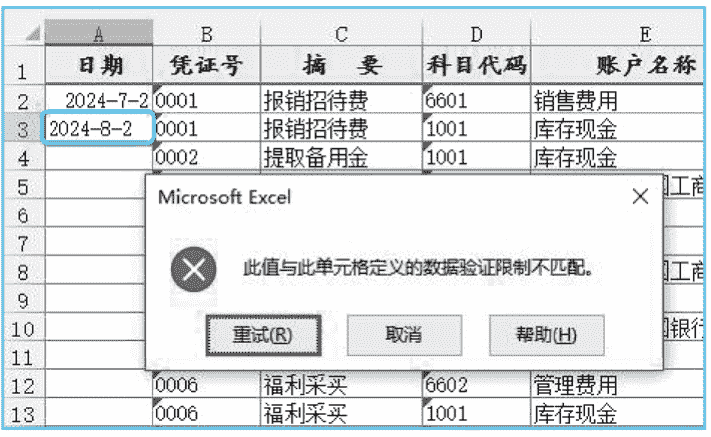 A B C D E
1 日期 凭证号 摘 要 科目代码 账户名称
2 2024-7-2 0001 报销招待费 6601 销售费用
3 2024-8-2 0001 报销招待费 1001 库存现金
4 0002 提取备用金 1001 库存现金
5 工商
6
Microsoft Excel
7
8 工商
此值与此单元格定义的数据验证限制不匹配。
9
10 银行
重试(R) 取消 帮助(H)
11
12 0006 福利采买 6602 管理费用
13 0006 福利采买 1001 库存现金